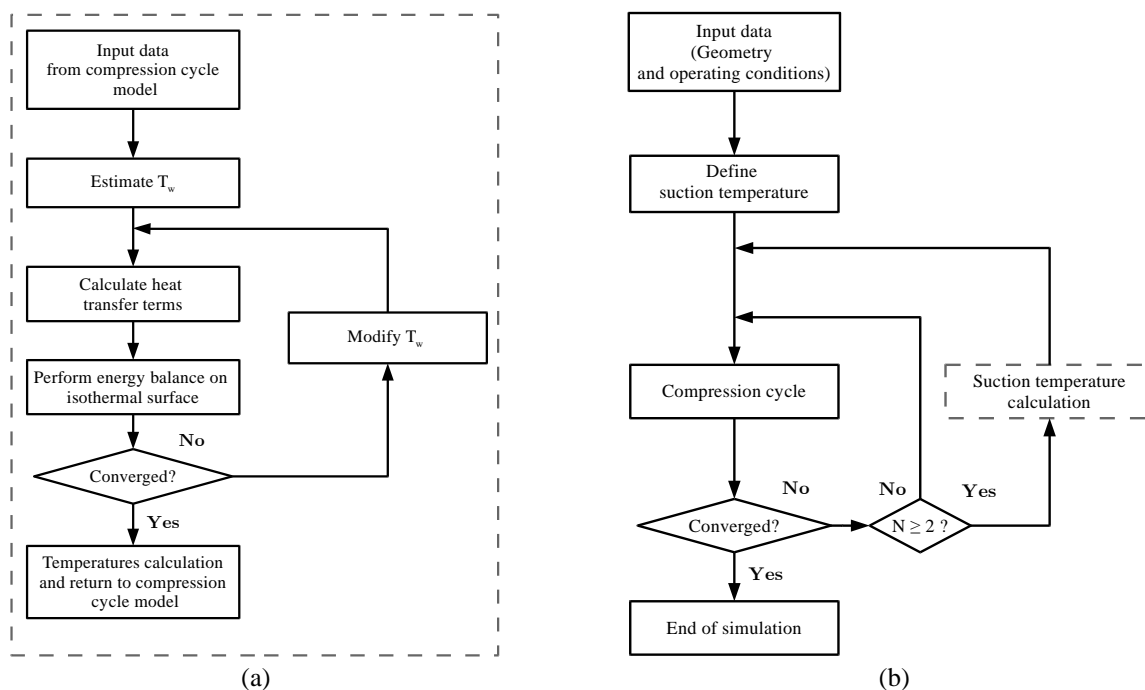 Input data
from compression cycle
model
Estimate T_w
Calculate heat
transfer terms
Modify T_w
Perform energy balance on
isothermal surface
No
Converged?
Yes
Temperatures calculation
and return to compression
cycle model
(a)
Input data
(Geometry
and operating conditions)
Define
suction temperature
Compression cycle
Suction temperature
calculation
No
No
Yes
Converged?
N ≥ 2 ?
Yes
End of simulation
(b)